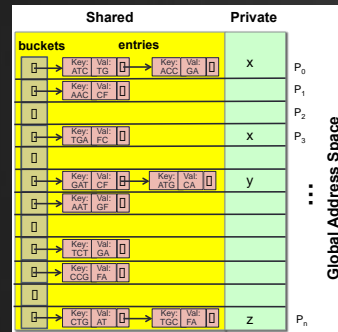 Shared Private
buckets entries
Key: ATC Val: TG Key: ACC Val: GA x P0
Key: AAC Val: CF P1
P2
Key: TGA Val: FC x P3
Key: GAT Val: CF Key: ATG Val: CA y
Key: AAT Val: GF
...
Key: TCT Val: GA
Key: CCG Val: FA
Key: CTG Val: AT Key: TGC Val: FA z Pn
Global Address Space